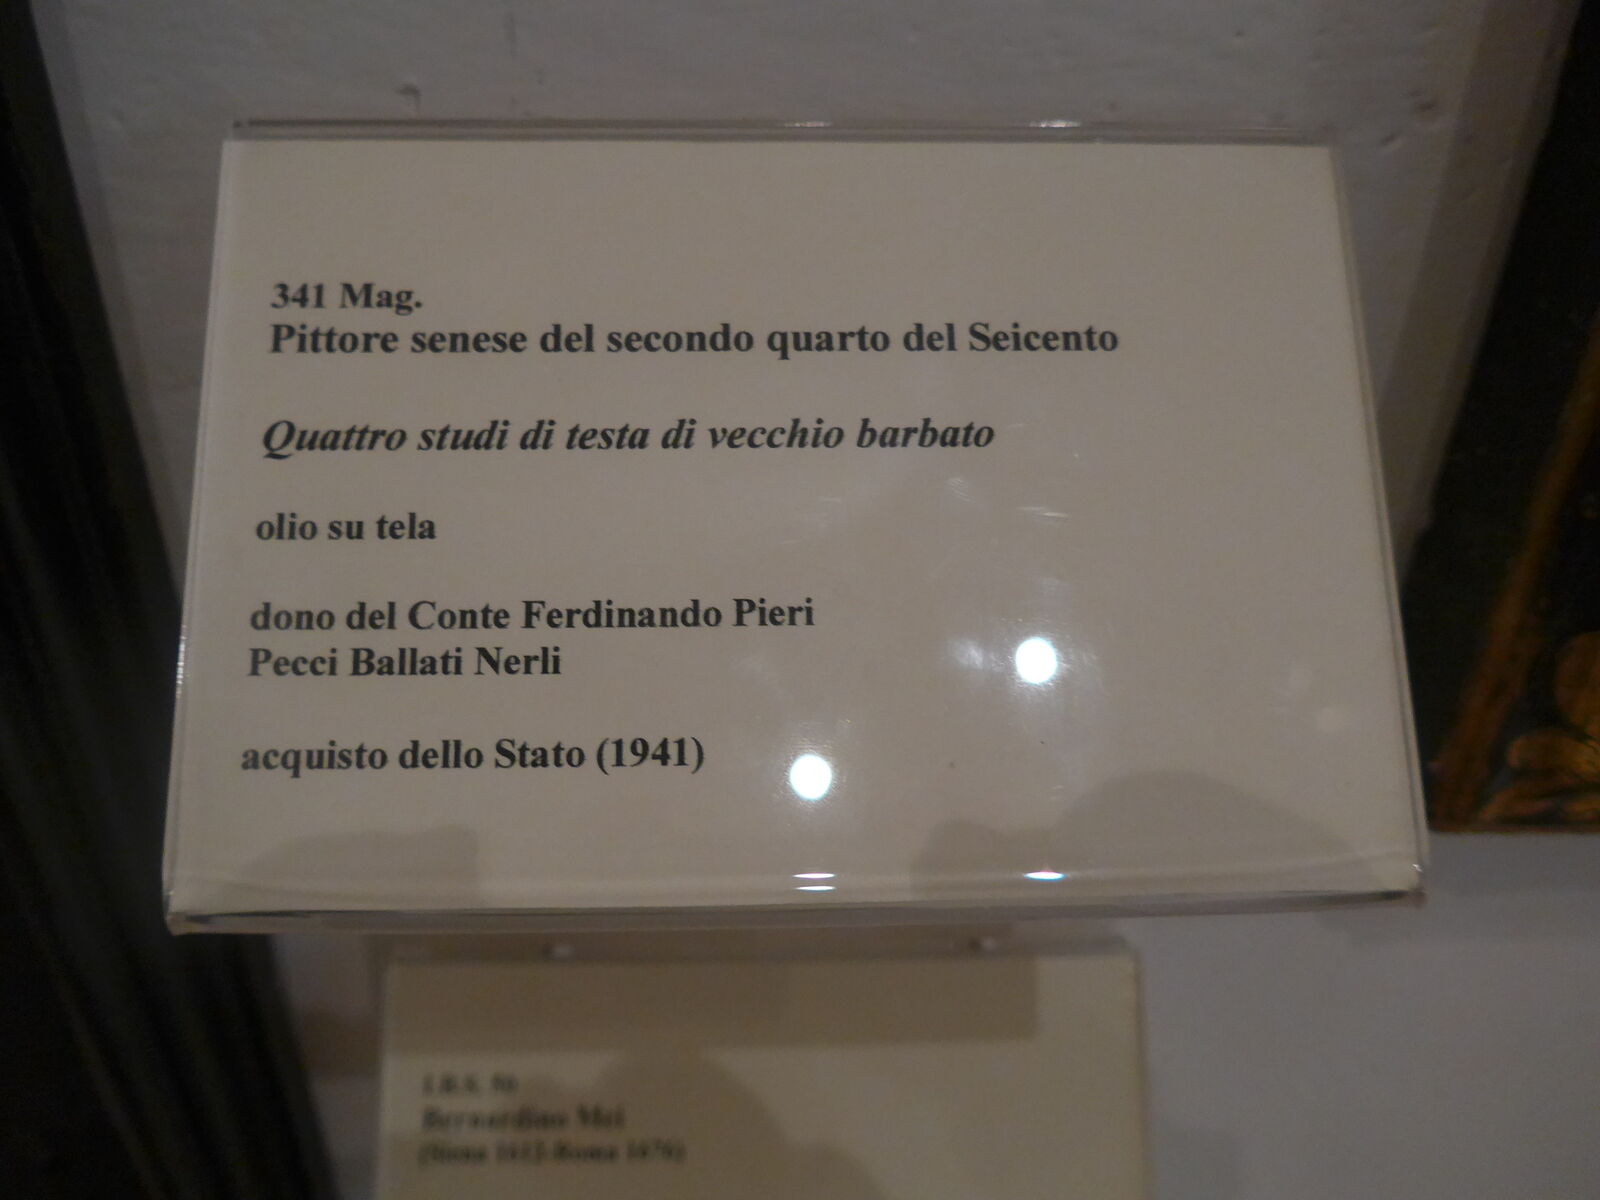 341 Mag.
Pittore senese del secondo quarto del Seicento
Quattro studi di testa di vecchio barbato
olio su tela
dono del Conte Ferdinando Pieri
Pecci Ballati Nerli
acquisto dello Stato (1941)
Bernardino Mei